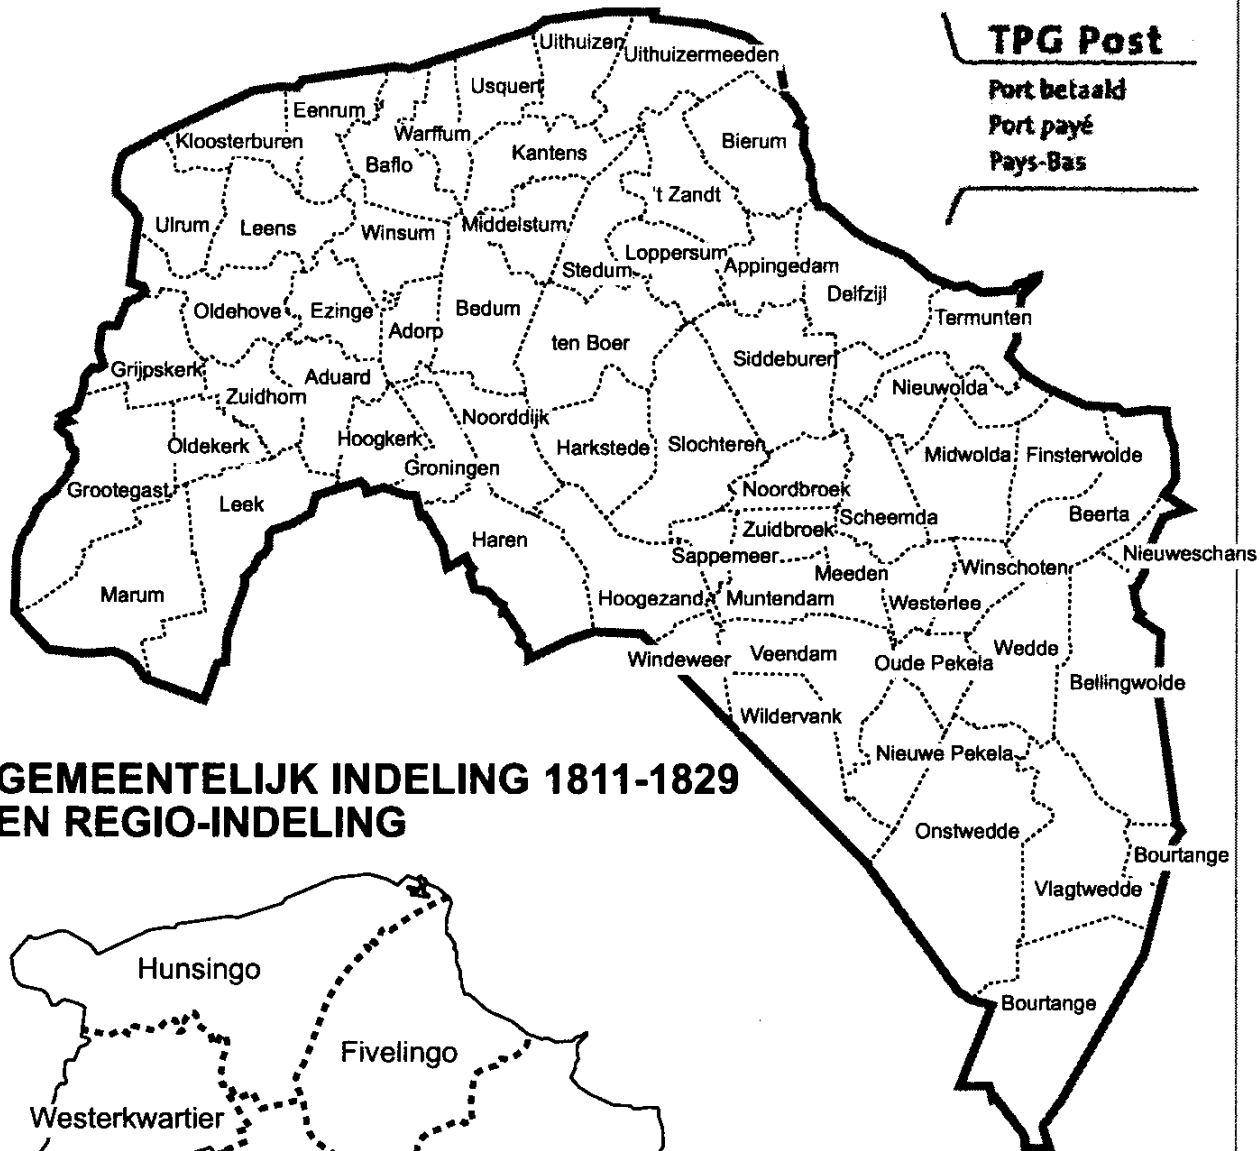 TPG Post
Port betaald
Port payé
Pays-Bas
Uithuizen
Uithuizermeeden
Usquert
Eenrum
Warffum
Kloosterburen
Baflo
Kantens
Bierum
't Zandt
Ulrum
Leens
Winsum
Middelstum
Loppersum
Stedum
Appingedam
Delfzijl
Oldehove
Ezinge
Bedum
Adorp
Termunten
ten Boer
Siddeburen
Grijpskerk
Aduard
Zuidhorn
Nieuwolda
Noorddijk
Oldekerk
Hoogkerk
Harkstede
Slochteren
Midwolda
Finsterwolde
Groningen
Grootegast
Leek
Noordbroek
Scheemda
Beerta
Zuidbroek
Haren
Sappemeer
Nieuweschans
Meeden
Winschoten
Marum
Hoogezand
Muntendam
Westerlee
Windeweer
Veendam
Oude Pekela
Wedde
Bellingwolde
Wildervank
Nieuwe Pekela
GEMEENTELIJK INDELING 1811-1829
EN REGIO-INDELING
Onstwedde
Bourtange
Vlagtwedde
Bourtange
Hunsingo
Fivelingo
Westerkwartier